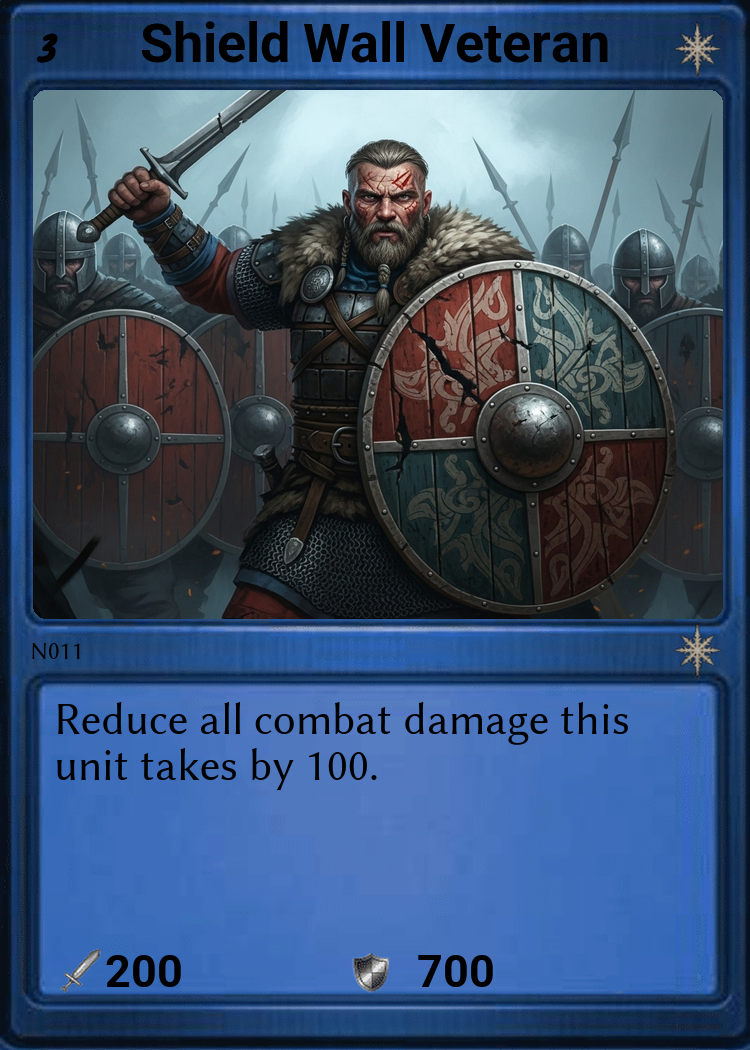 3
Shield Wall Veteran
N011
Reduce all combat damage this
unit takes by 100.
200
700